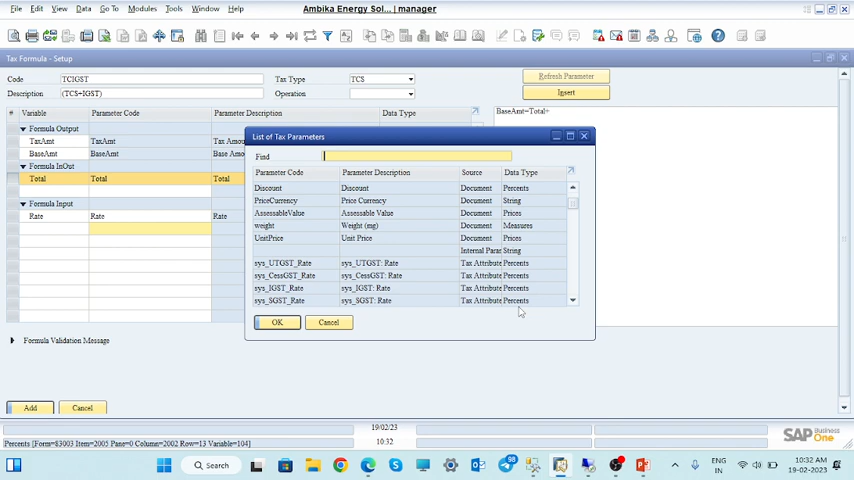 File Edit View Data Go To Modules Tools Window Help
Ambika Energy Sol... | manager
Tax Formula - Setup
Code TCIGST Tax Type TCS Refresh Parameter
Description (TCS+IGST) Operation Insert
# Variable Parameter Code Parameter Description Data Type
BaseAmt=Total+
Formula Output
TaxAmt TaxAmt Tax Amou
BaseAmt BaseAmt Base Amou
Formula InOut
Total Total Total
Formula Input
Rate Rate Rate
List of Tax Parameters
Find
Parameter Code Parameter Description Source Data Type
Discount Discount Document Percents
PriceCurrency Price Currency Document String
AssessableValue Assessable Value Document Prices
weight Weight (mg) Document Measures
UnitPrice Unit Price Document Prices
Internal Paras String
sys_UTGST_Rate sys_UTGST: Rate Tax Attribute Percents
sys_CessGST_Rate sys_CessGST: Rate Tax Attribute Percents
sys_IGST_Rate sys_IGST: Rate Tax Attribute Percents
sys_SGST_Rate sys_SGST: Rate Tax Attribute Percents
OK Cancel
Formula Validation Message
Add Cancel
19/02/23
10:32
Percents [Form=83003 Item=2005 Pane=0 Column=2002 Row=13 Variable=104]
SAP Business One
Search
98
ENG
IN
10:32 AM
19-02-2023